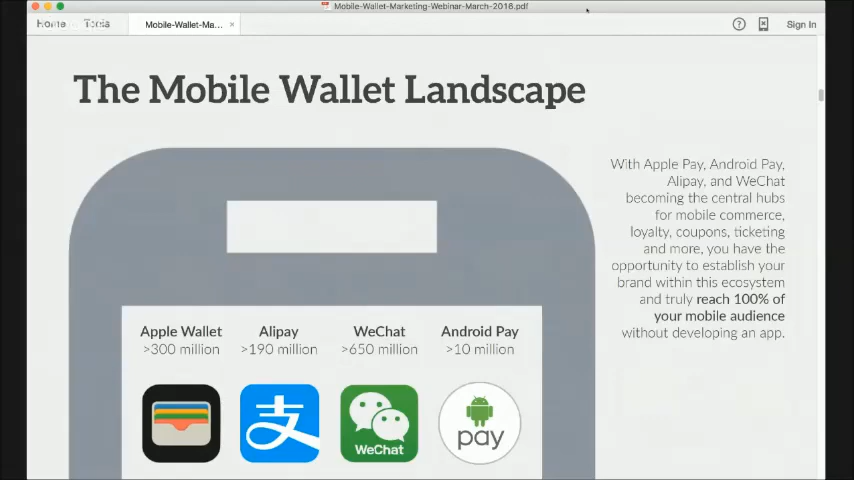 Mobile-Wallet-Marketing-Webinar-March-2016.pdf
Home Tools Mobile-Wallet-Ma... × ? Sign In
The Mobile Wallet Landscape
With Apple Pay, Android Pay,
Alipay, and WeChat
becoming the central hubs
for mobile commerce,
loyalty, coupons, ticketing
and more, you have the
opportunity to establish your
brand within this ecosystem
and truly reach 100% of
your mobile audience
without developing an app.
Apple Wallet Alipay WeChat Android Pay
>300 million >190 million >650 million >10 million
支 WeChat pay